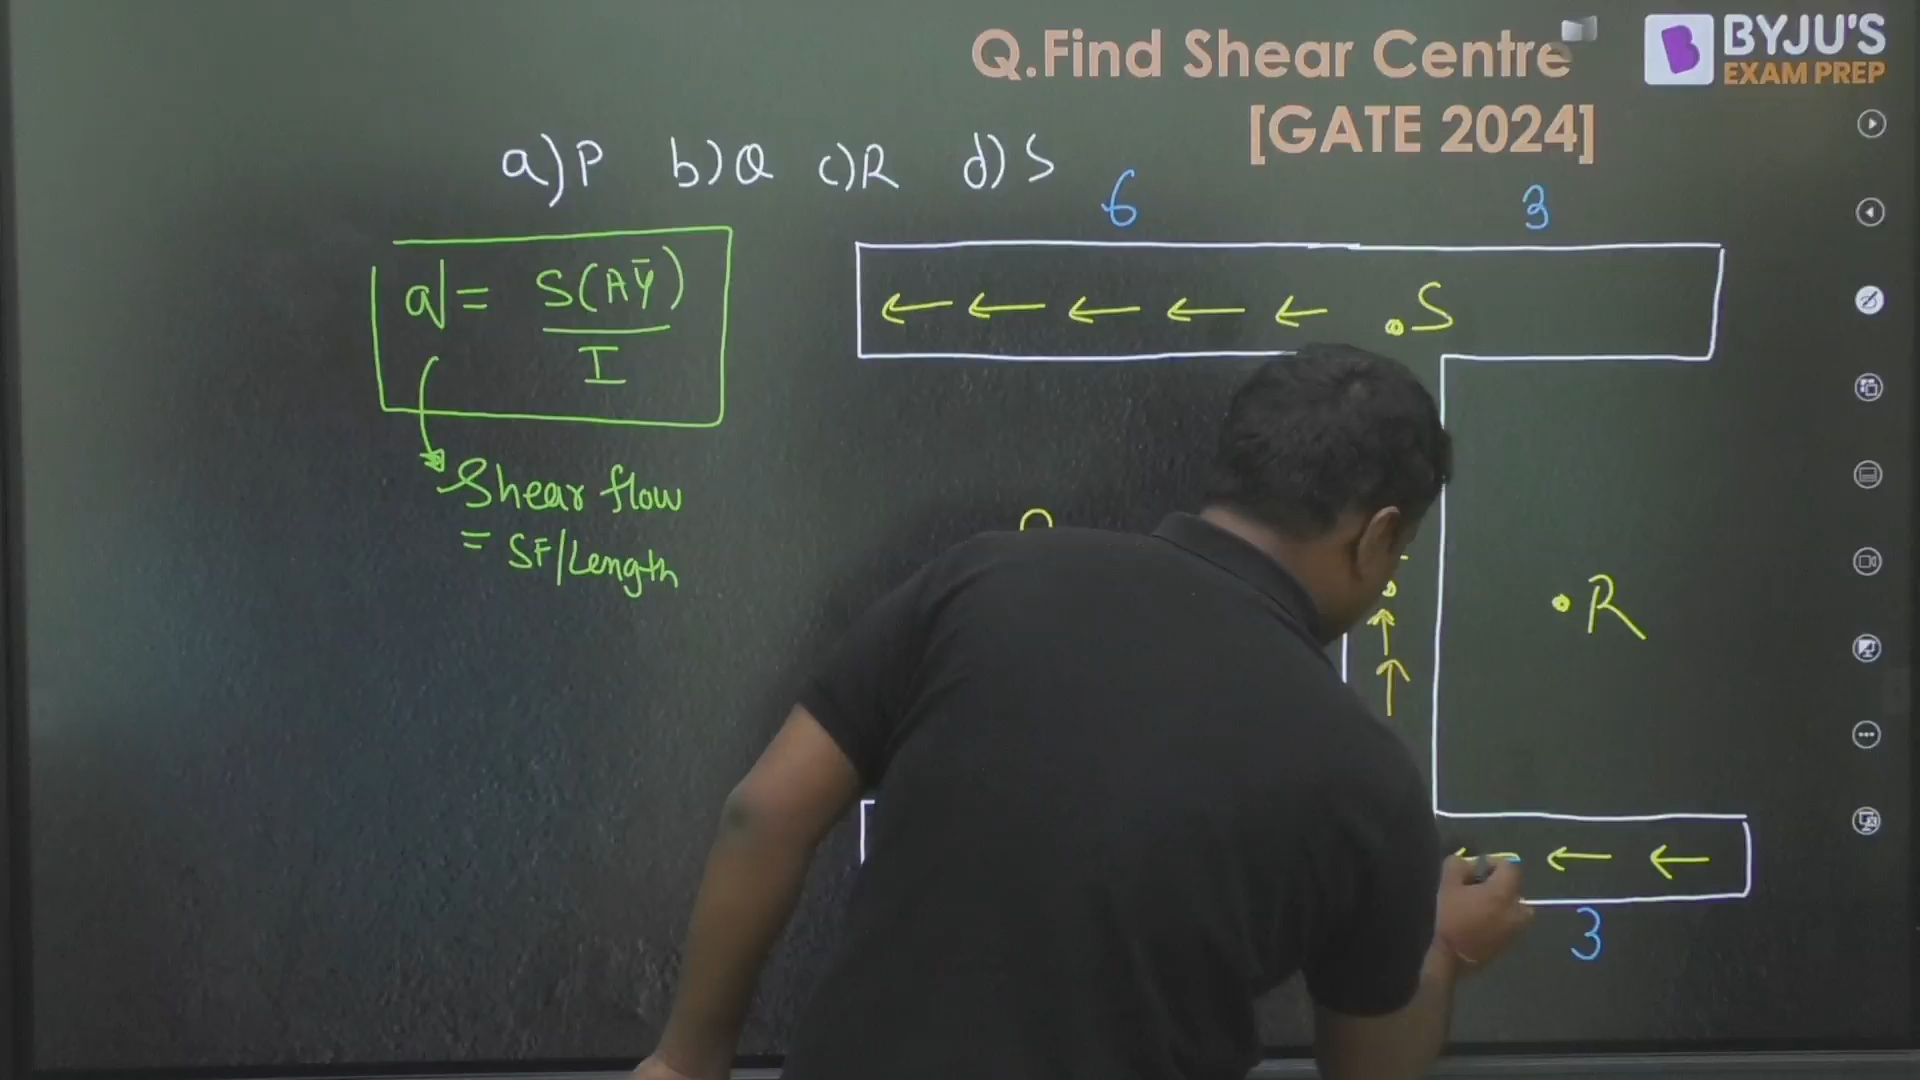 Q.Find Shear Centre
[GATE 2024]
BYJU'S
EXAM PREP
a) P b) Q c) R d) S
6
3
q = S(AȲ)
I
Shear flow
= SF/Length
S
R
3